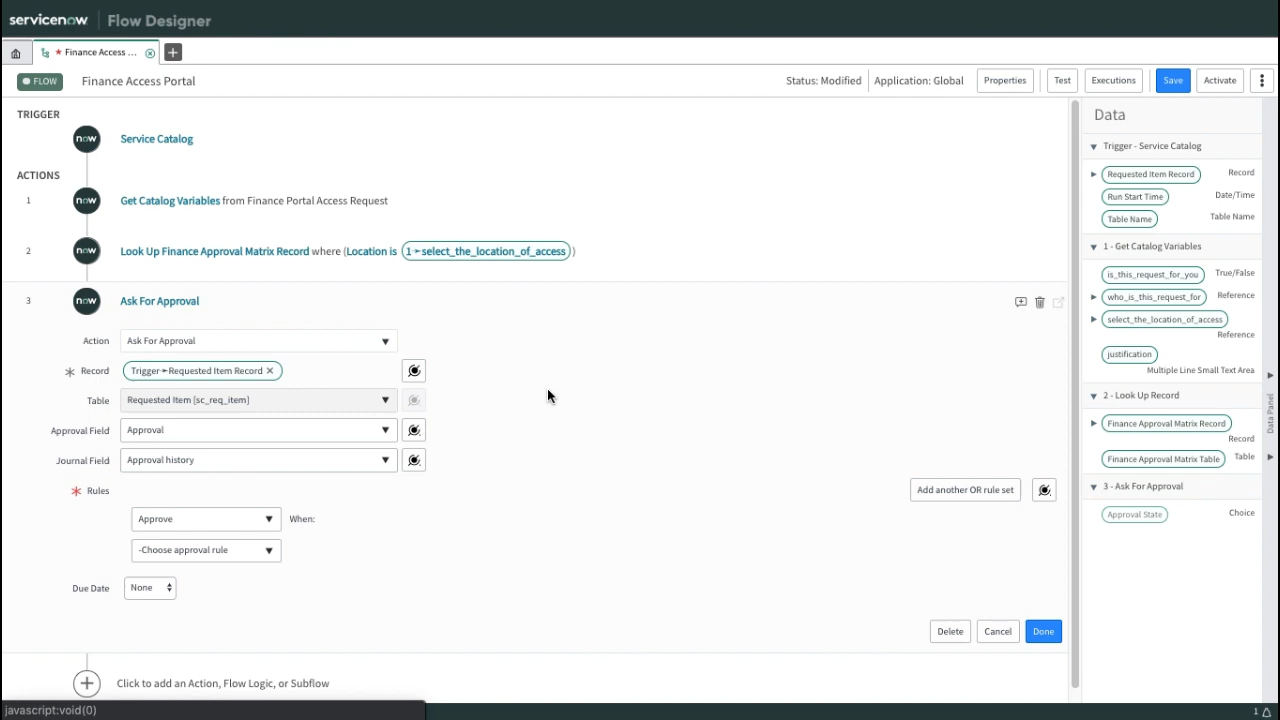 servicenow Flow Designer
* Finance Access ...
FLOW Finance Access Portal Status: Modified Application: Global Properties Test Executions Save Activate
TRIGGER
now Service Catalog
ACTIONS
1 now Get Catalog Variables from Finance Portal Access Request
2 now Look Up Finance Approval Matrix Record where (Location is 1 ➛ select_the_location_of_access )
3 now Ask For Approval
Action Ask For Approval
Record Trigger ➛ Requested Item Record ✕
Table Requested Item [sc_req_item]
Approval Field Approval
Journal Field Approval history
Rules Add another OR rule set
Approve When:
-Choose approval rule
Due Date None
Delete Cancel Done
Click to add an Action, Flow Logic, or Subflow
javascript:void(0)
Data
Trigger - Service Catalog
Requested Item Record Record
Run Start Time Date/Time
Table Name Table Name
1 - Get Catalog Variables
is_this_request_for_you True/False
who_is_this_request_for Reference
select_the_location_of_access
Reference
justification
Multiple Line Small Text Area
2 - Look Up Record
Finance Approval Matrix Record
Record
Finance Approval Matrix Table Table
3 - Ask For Approval
Approval State Choice
Data Panel
1